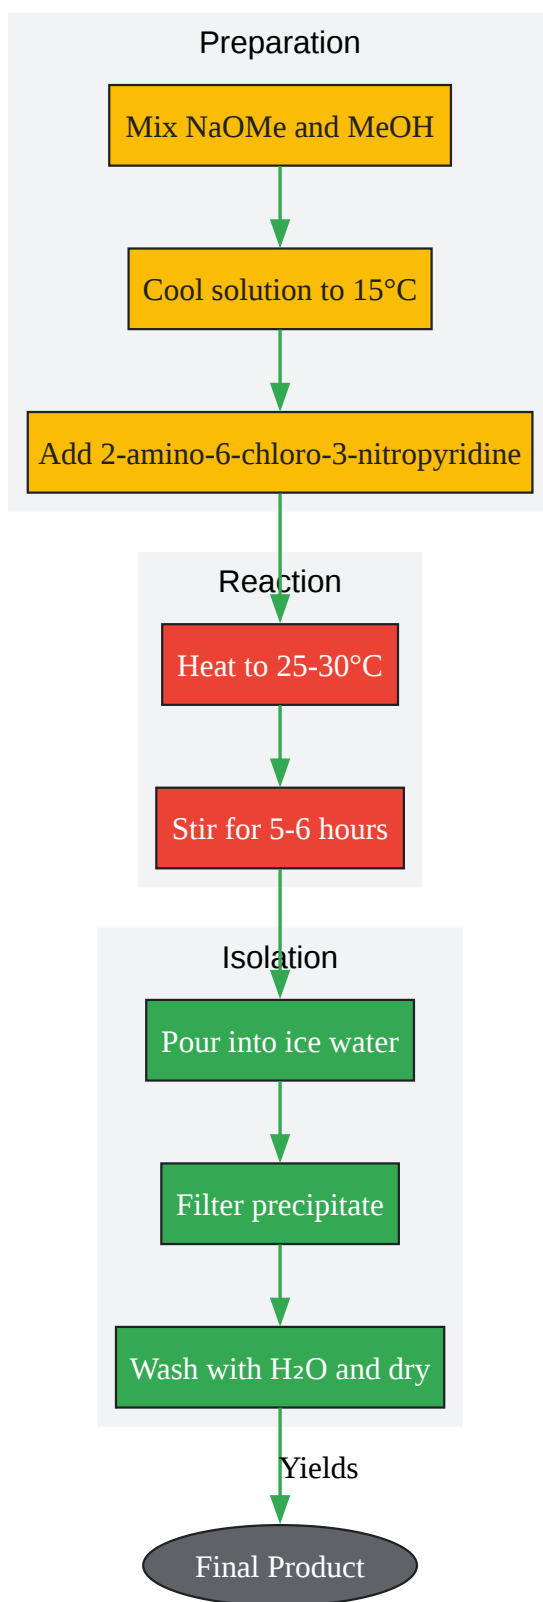 Preparation
Mix NaOMe and MeOH
Cool solution to 15°C
Add 2-amino-6-chloro-3-nitropyridine
Reaction
Heat to 25-30°C
Stir for 5-6 hours
Isolation
Pour into ice water
Filter precipitate
Wash with H₂O and dry
Yields
Final Product